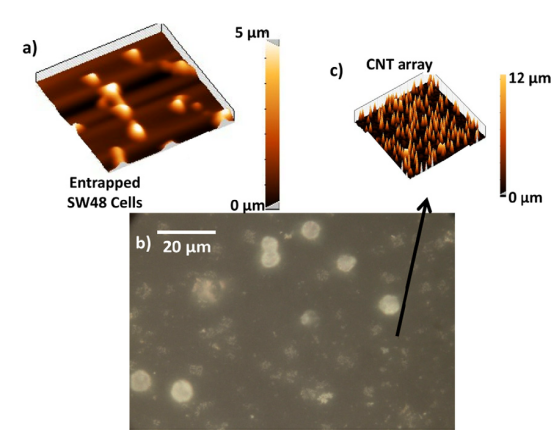 a)
5 μm
0 μm
Entrapped
SW48 Cells
c)
CNT array
12 μm
0 μm
b)
20 μm